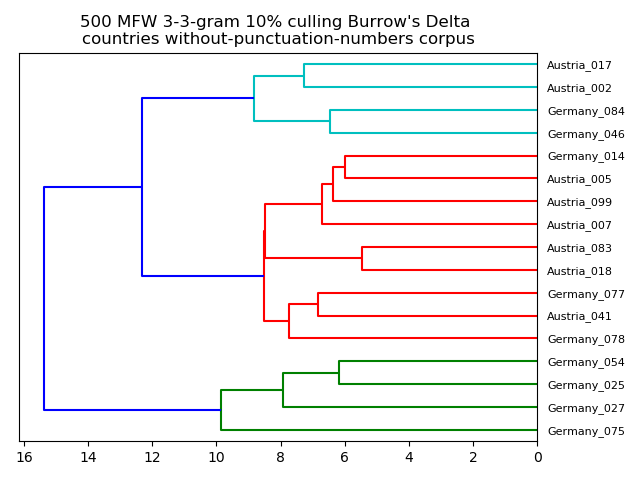 500 MFW 3-3-gram 10% culling Burrow's Delta
countries without-punctuation-numbers corpus
Austria_017
Austria_002
Germany_084
Germany_046
Germany_014
Austria_005
Austria_099
Austria_007
Austria_083
Austria_018
Germany_077
Austria_041
Germany_078
Germany_054
Germany_025
Germany_027
Germany_075
16 14 12 10 8 6 4 2 0